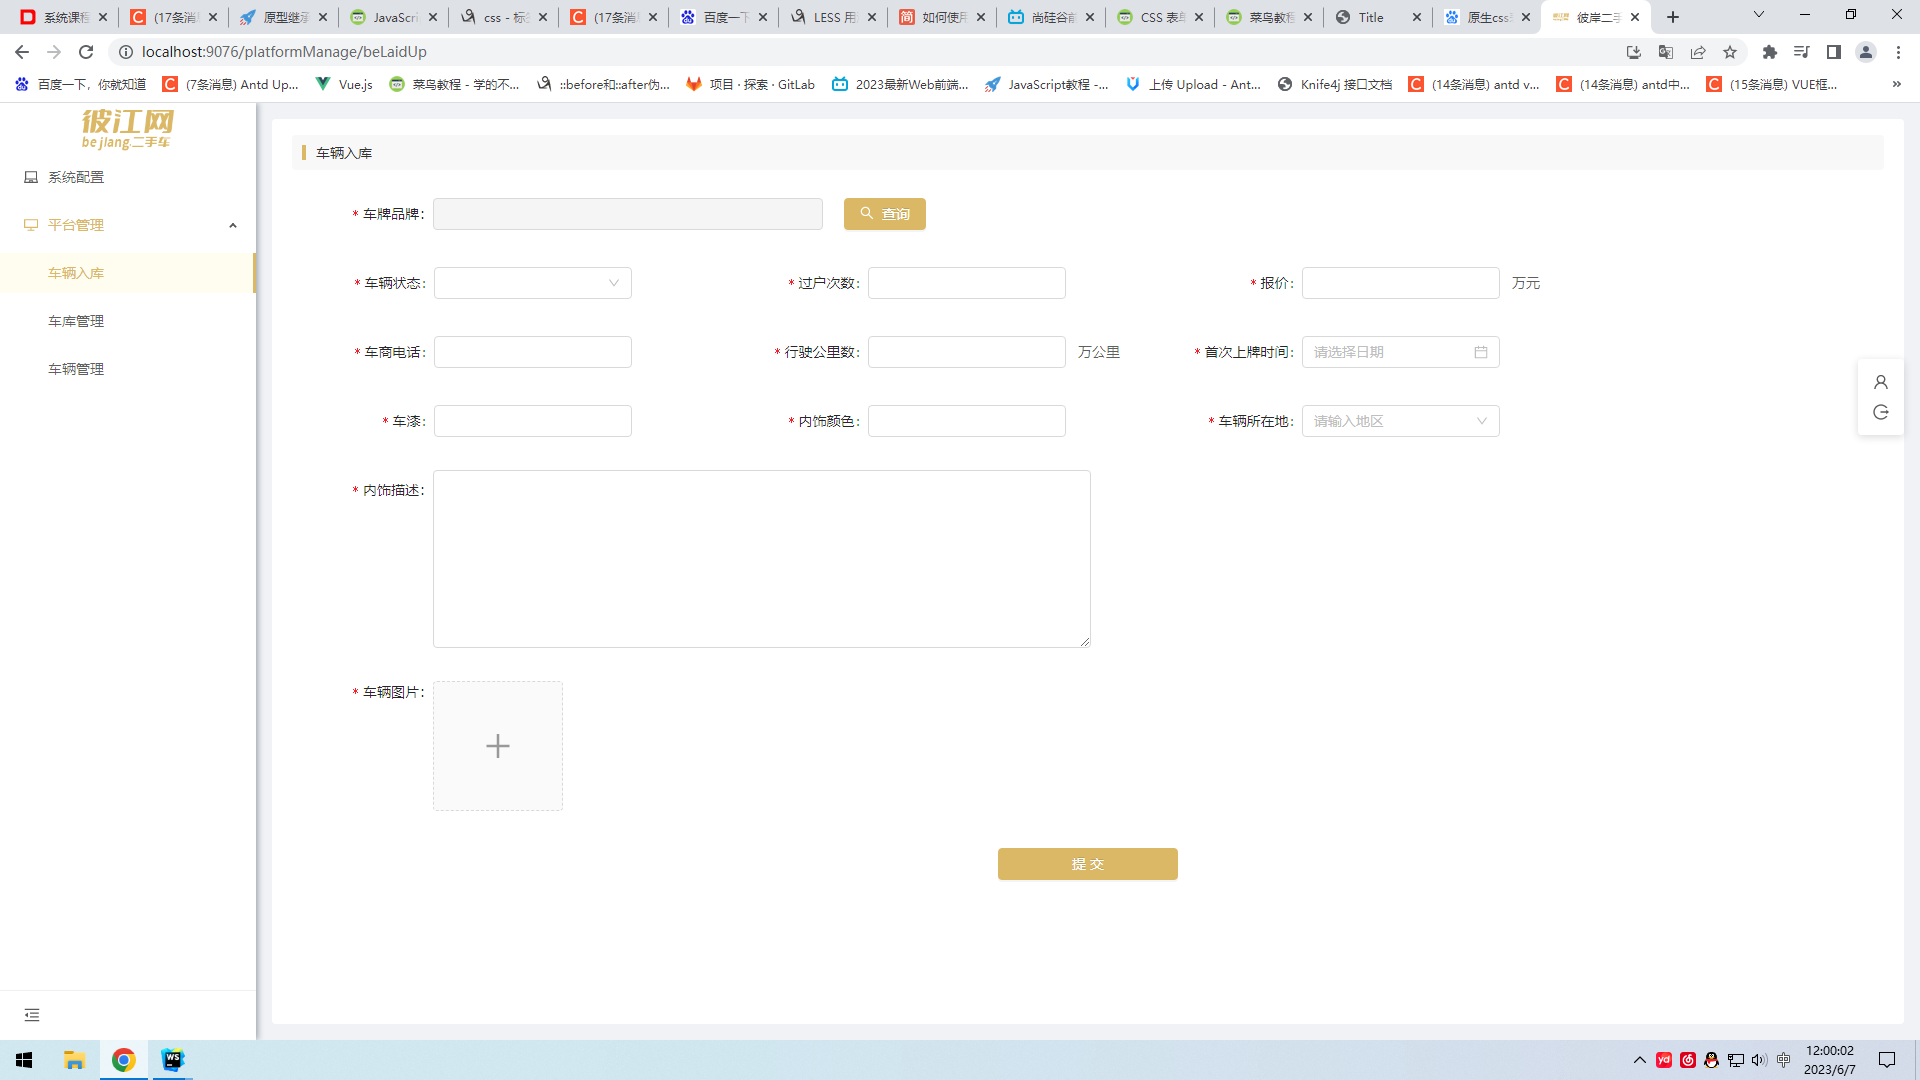 系统课程
(17条消息
原型继承
JavaScri
css - 标签
(17条消息
百度一下
LESS 用
如何使用
尚硅谷前
CSS 表单
菜鸟教程
Title
原生css
彼岸二手
localhost:9076/platformManage/beLaidUp
百度一下，你就知道
(7条消息) Antd Up...
Vue.js
菜鸟教程 - 学的不...
::before和::after伪...
项目 · 探索 · GitLab
2023最新Web前端...
JavaScript教程 -...
上传 Upload - Ant...
Knife4j 接口文档
(14条消息) antd v...
(14条消息) antd中...
(15条消息) VUE框...
彼江网
be jiang.二手车
系统配置
平台管理
车辆入库
车库管理
车辆管理
车辆入库
* 车牌品牌:
查询
* 车辆状态:
* 过户次数:
* 报价:
万元
* 车商电话:
* 行驶公里数:
万公里
* 首次上牌时间:
请选择日期
* 车漆:
* 内饰颜色:
* 车辆所在地:
请输入地区
* 内饰描述:
* 车辆图片:
提 交
WS
yd
中
12:00:02
2023/6/7